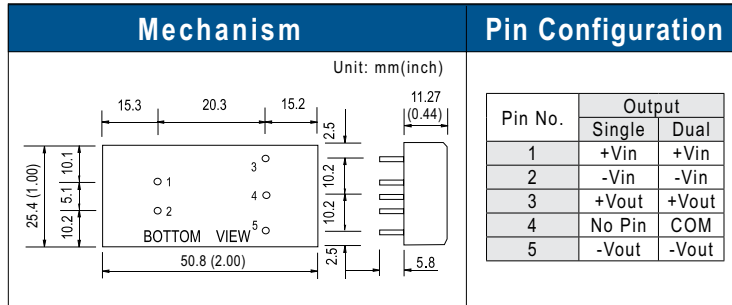 Mechanism
Pin Configuration
Unit: mm(inch)
15.3 20.3 15.2
11.27
(0.44)
2.5
10.2
10.2
2.5
25.4 (1.00)
10.1
5.1
10.2
1
2
3
4
5
BOTTOM VIEW
50.8 (2.00)
5.8
Pin No. Output
Single Dual
1 +Vin +Vin
2 -Vin -Vin
3 +Vout +Vout
4 No Pin COM
5 -Vout -Vout